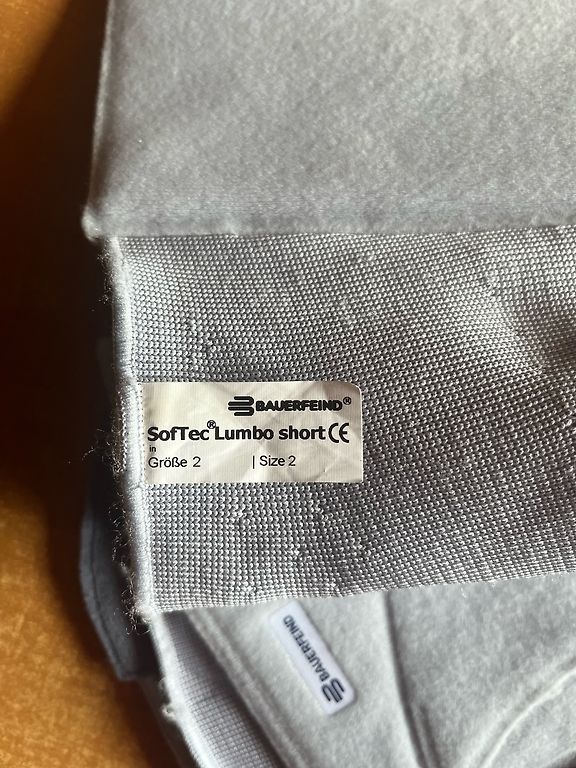 BAUERFEIND®
SofTec® Lumbo short CE
in
Größe 2 | Size 2
BAUERFEIND